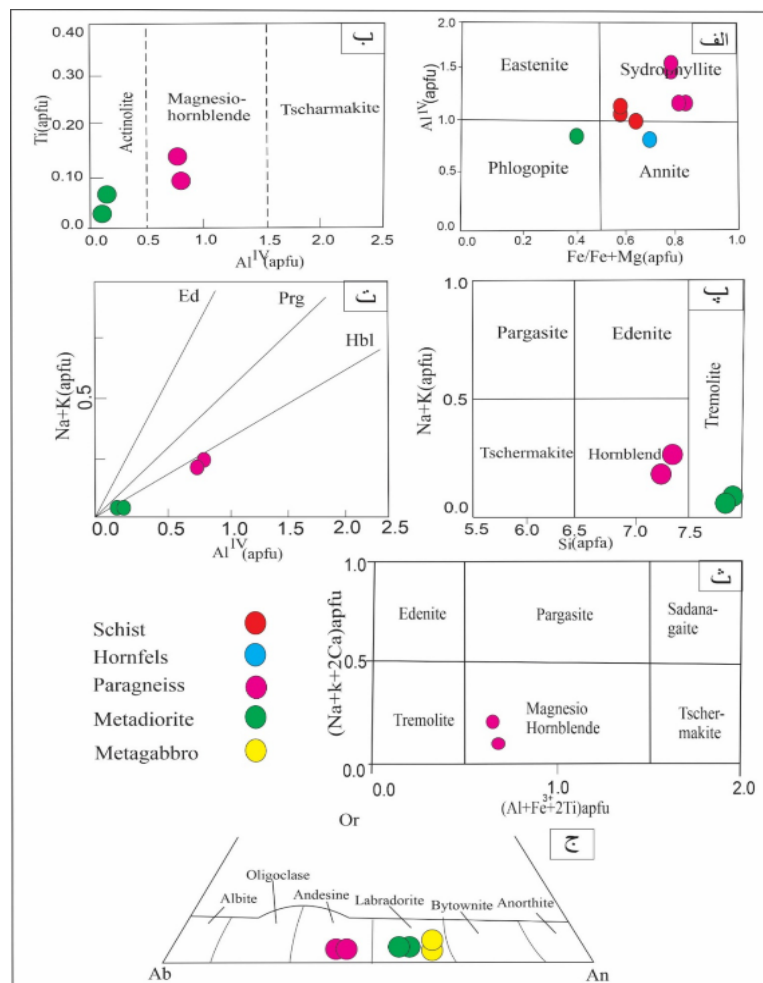 ب
0.40
0.30
0.20
0.10
0.0
Ti(apfu)
Actinolite
Magnesio-
hornblende
Tscharmakite
0.0 0.5 1.0 1.5 2.0 2.5
Al^IV(apfu)
الف
2.0
1.5
1.0
0.5
0.0
Al^IV(apfu)
Eastenite
Sydrophyllite
Phlogopite
Annite
0.4 0.6 0.8 1.0
Fe/Fe+Mg(apfu)
ت
Ed
Prg
Hbl
Na+K(apfu)
0.5
0.0 0.5 1.0 1.5 2.0 2.5
Al^IV(apfu)
پ
1.0
0.5
0.0
Na+K(apfu)
Pargasite
Edenite
Tremolite
Tschermakite
Hornblend
5.5 6.0 6.5 7.0 7.5
Si(apfa)
Schist
Hornfels
Paragneiss
Metadiorite
Metagabbro
ث
1.0
0.5
0.0
(Na+k+2Ca)apfu
Edenite
Pargasite
Sadana-
gaite
Tremolite
Magnesio
Hornblende
Tscher-
makite
0.0 1.0 2.0
(Al+Fe³⁺+2Ti)apfu
ج
Or
Albite
Oligoclase
Andesine
Labradorite
Bytownite
Anorthite
Ab
An